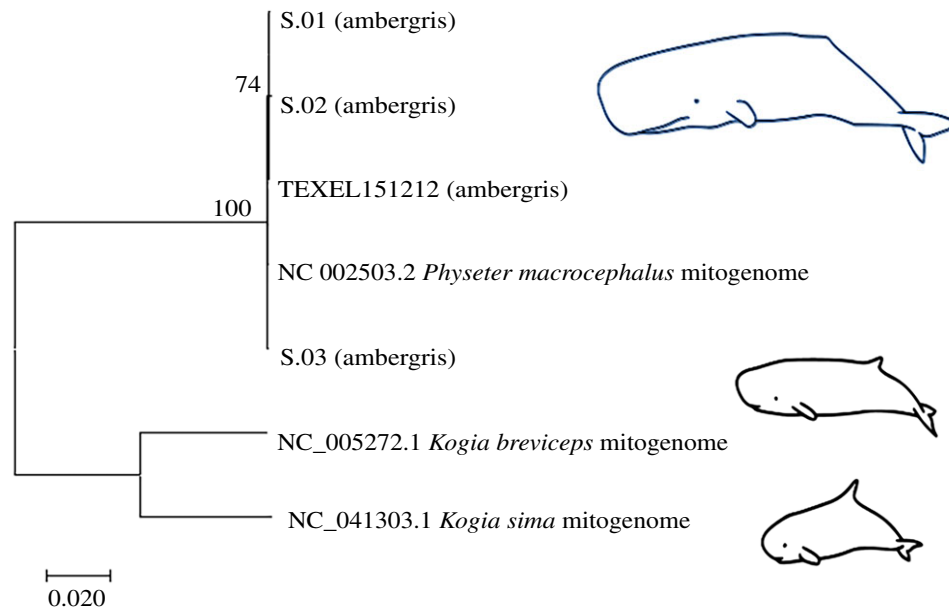 S.01 (ambergris)
74
S.02 (ambergris)
TEXEL151212 (ambergris)
100
NC 002503.2 Physeter macrocephalus mitogenome
S.03 (ambergris)
NC_005272.1 Kogia breviceps mitogenome
NC_041303.1 Kogia sima mitogenome
0.020